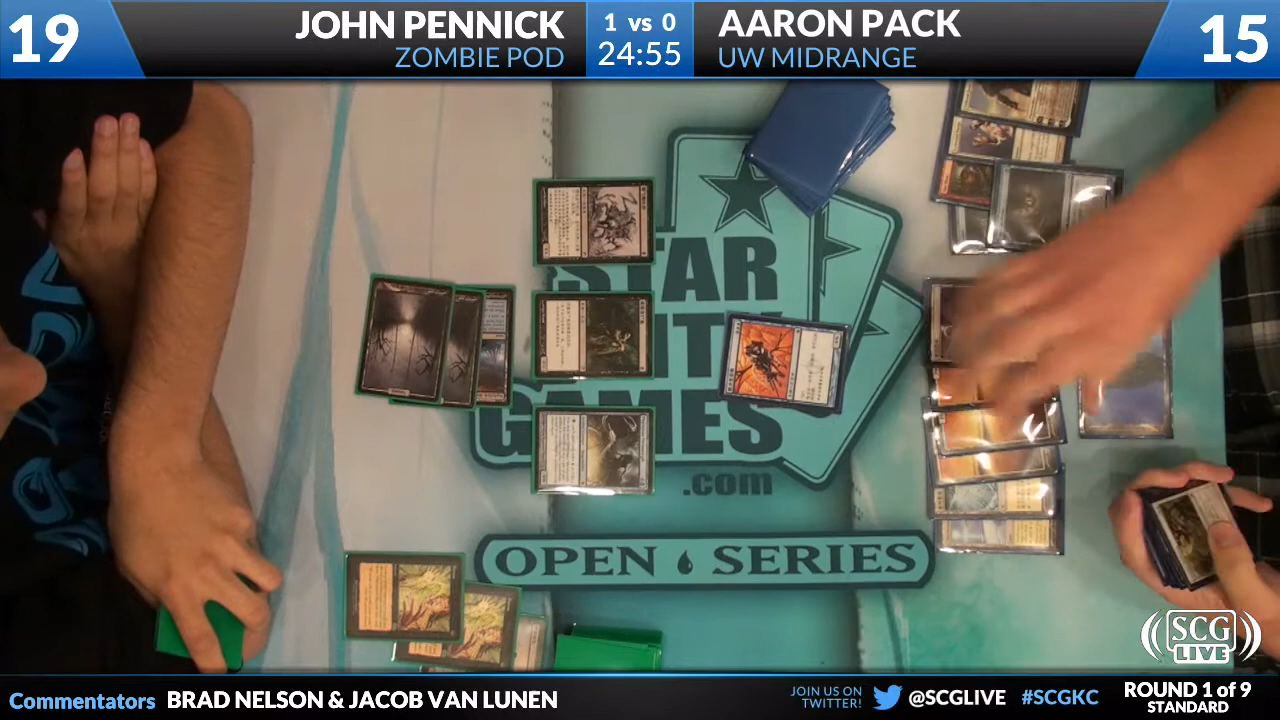 19
JOHN PENNICK
ZOMBIE POD
1 vs 0
24:55
AARON PACK
UW MIDRANGE
15
STAR
CITY
GAMES
.com
OPEN SERIES
SCG
LIVE
Commentators BRAD NELSON & JACOB VAN LUNEN
JOIN US ON
TWITTER!
@SCGLIVE #SCGKC
ROUND 1 of 9
STANDARD